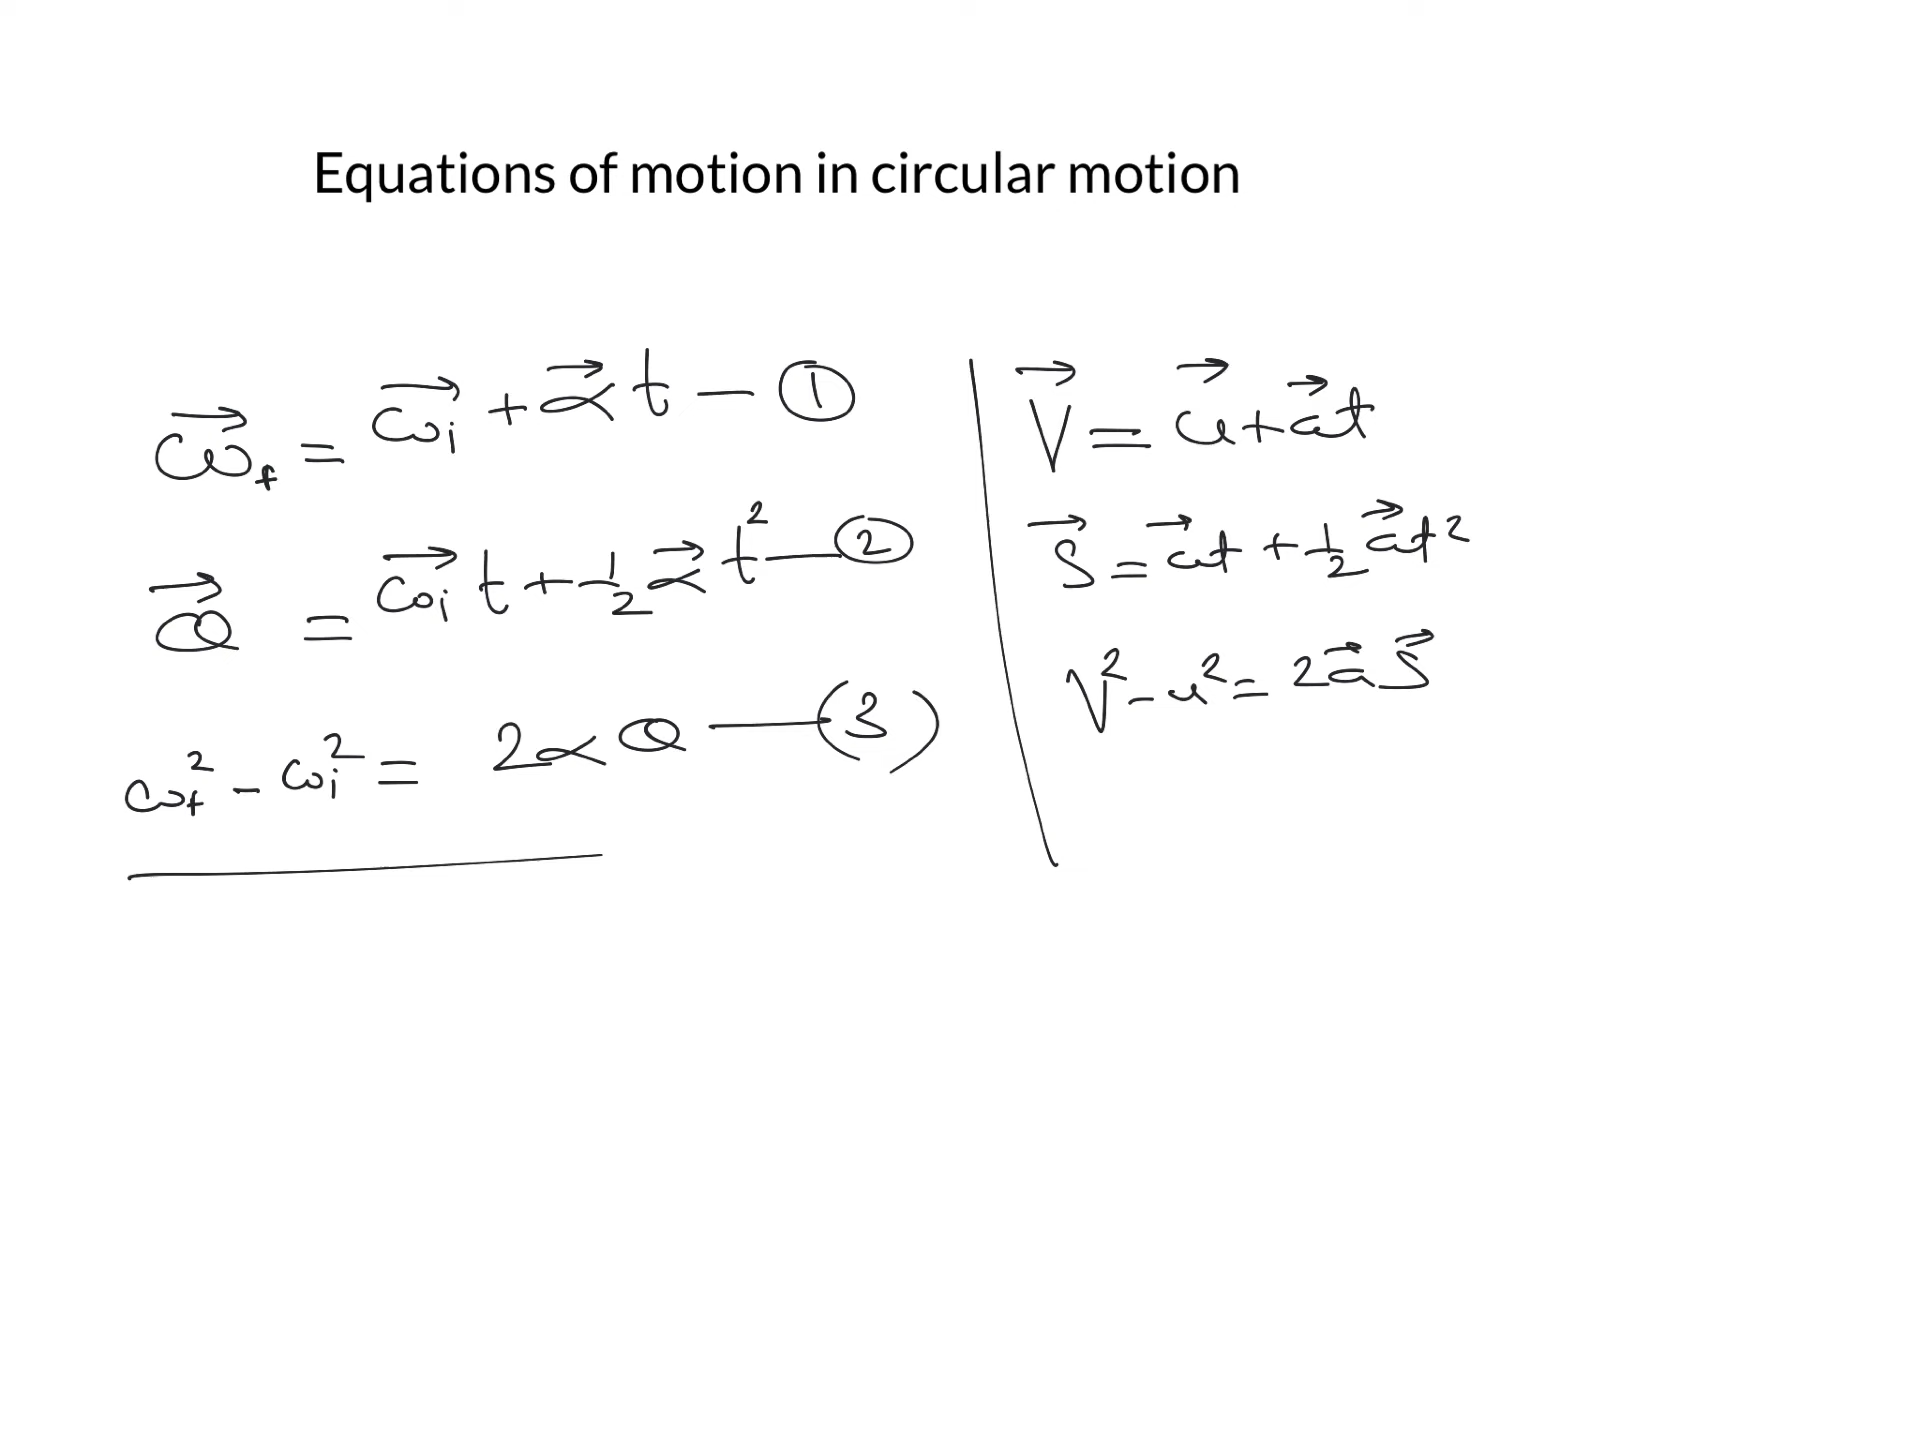 Equations of motion in circular motion
ω⃗f = ω⃗i + α⃗ t — ①
θ⃗ = ω⃗i t + ½ α⃗ t² — ②
ωf² - ωi² = 2αθ — (3)
V⃗ = u⃗ + a⃗t
S⃗ = u⃗t + ½ a⃗t²
V² - u² = 2a⃗.S⃗